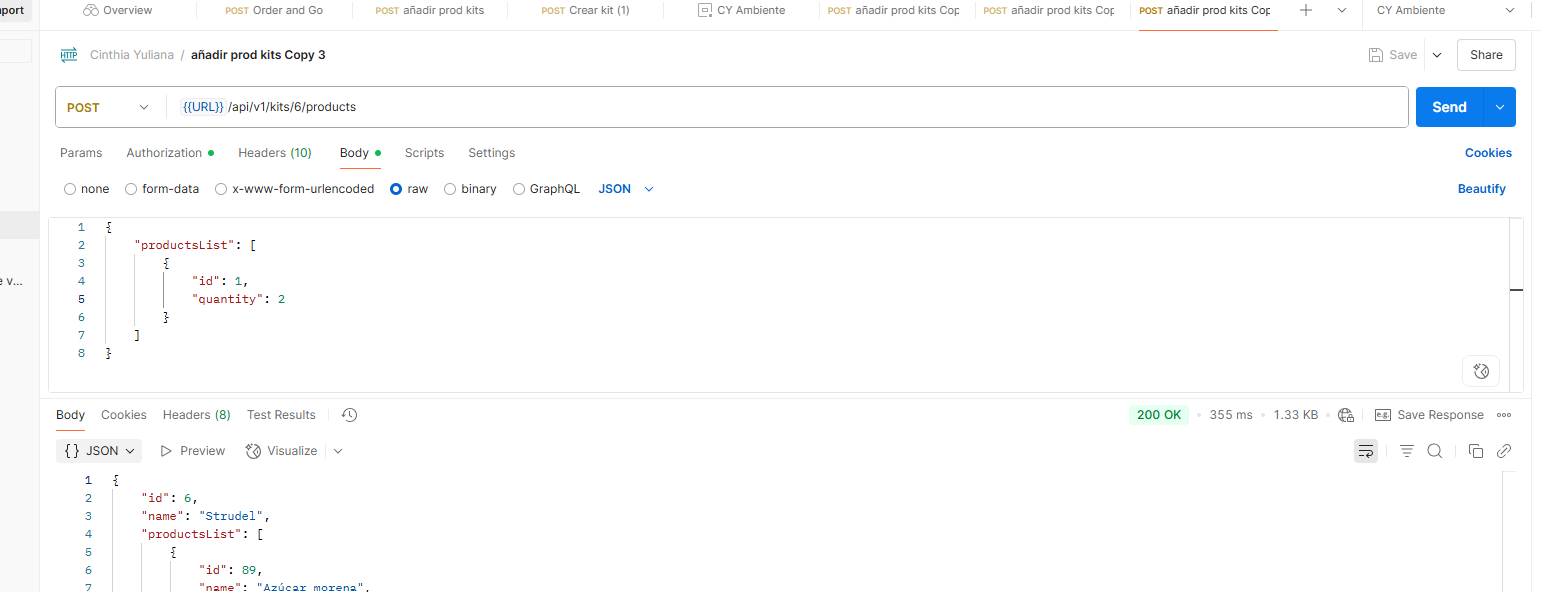 port
Overview
POST Order and Go
POST añadir prod kits
POST Crear kit (1)
CY Ambiente
POST añadir prod kits Cop
POST añadir prod kits Cop
POST añadir prod kits Cop
CY Ambiente
HTTP Cinthia Yuliana / añadir prod kits Copy 3
Save
Share
POST
{{URL}} /api/v1/kits/6/products
Send
Params Authorization Headers (10) Body Scripts Settings
Cookies
none form-data x-www-form-urlencoded raw binary GraphQL JSON
Beautify
1 {
2 "productsList": [
3 {
e v...
4 "id": 1,
5 "quantity": 2
6 }
7 ]
8 }
Body Cookies Headers (8) Test Results
200 OK • 355 ms • 1.33 KB • e.g. Save Response
{} JSON Preview Visualize
1 {
2 "id": 6,
3 "name": "Strudel",
4 "productsList": [
5 {
6 "id": 89,
7 "name": "Azúcar morena",